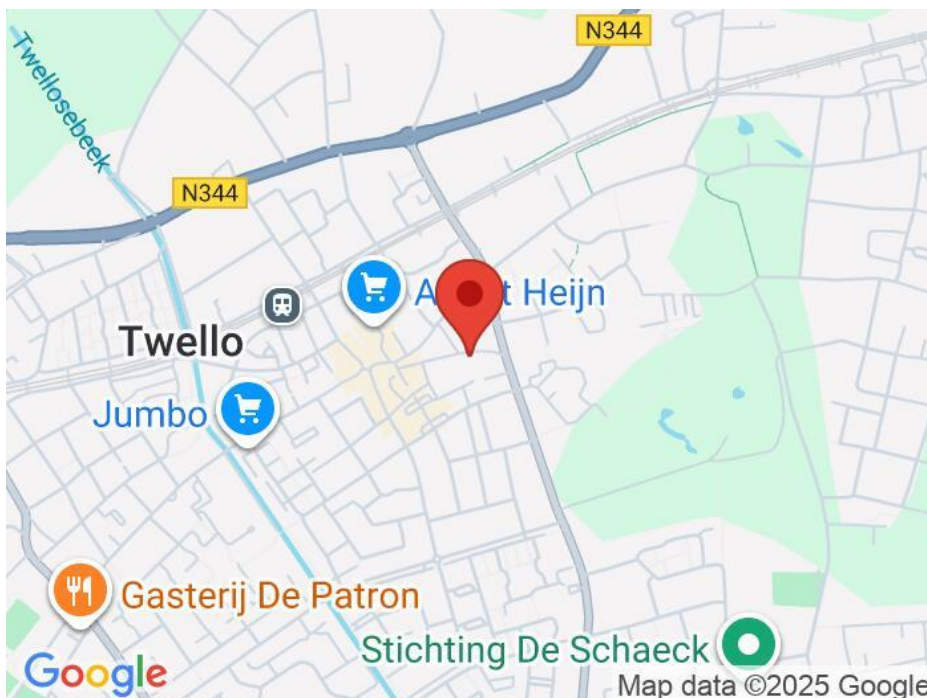 N344
Twellosebeek
N344
A t Heijn
Twello
Jumbo
Gasterij De Patron
Stichting De Schaeck
Google
Map data ©2025 Google